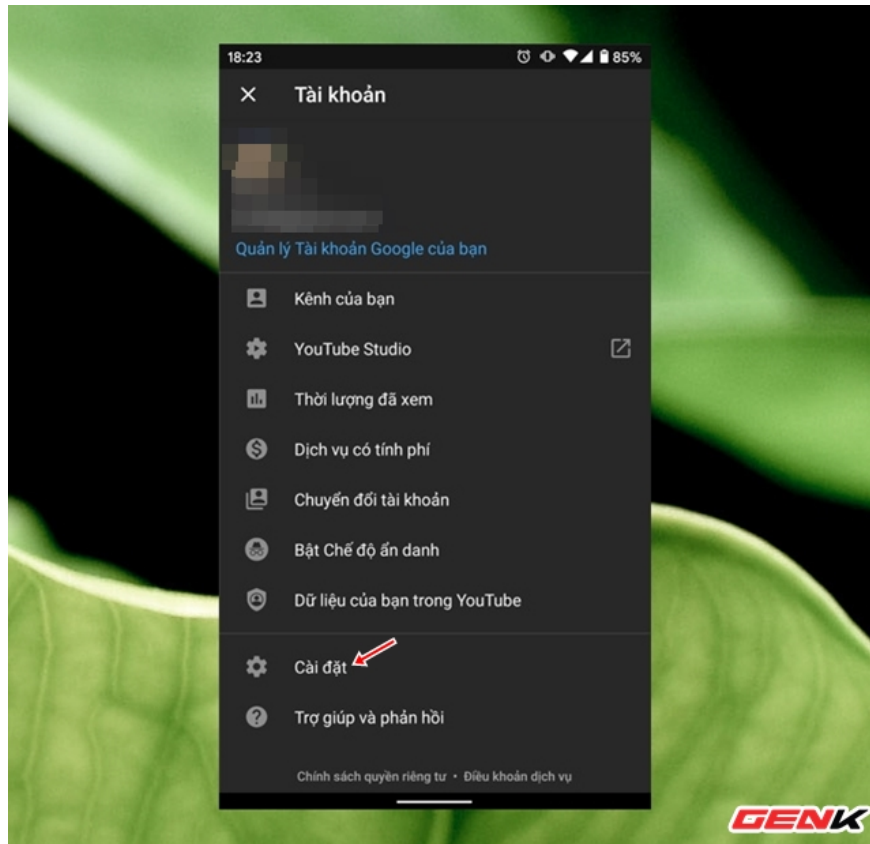 18:23
85%
Tài khoản
Quản lý Tài khoản Google của bạn
Kênh của bạn
YouTube Studio
Thời lượng đã xem
Dịch vụ có tính phí
Chuyển đổi tài khoản
Bật Chế độ ẩn danh
Dữ liệu của bạn trong YouTube
Cài đặt
Trợ giúp và phản hồi
Chính sách quyền riêng tư • Điều khoản dịch vụ
GENK